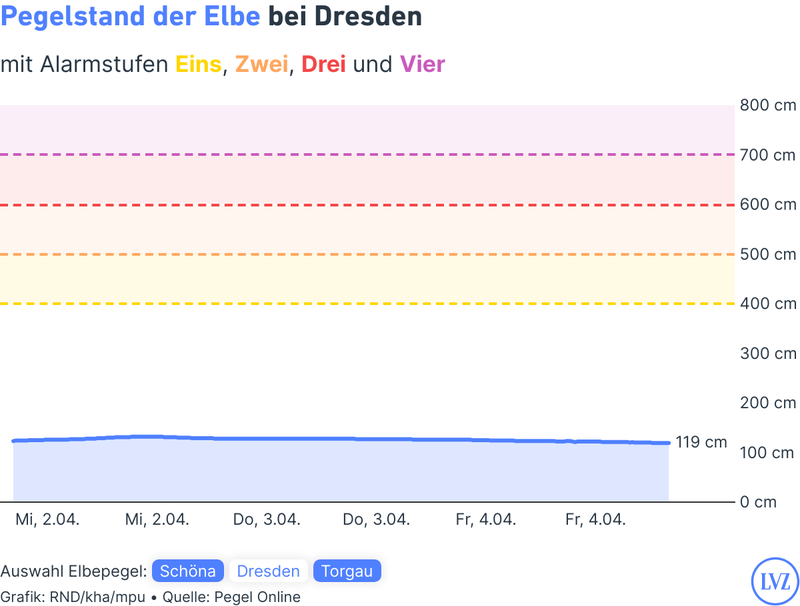 Pegelstand der Elbe bei Dresden
mit Alarmstufen Eins, Zwei, Drei und Vier
800 cm
700 cm
600 cm
500 cm
400 cm
300 cm
200 cm
119 cm
100 cm
0 cm
Mi, 2.04. Mi, 2.04. Do, 3.04. Do, 3.04. Fr, 4.04. Fr, 4.04.
Auswahl Elbepegel: Schöna Dresden Torgau
Grafik: RND/kha/mpu • Quelle: Pegel Online
LVZ